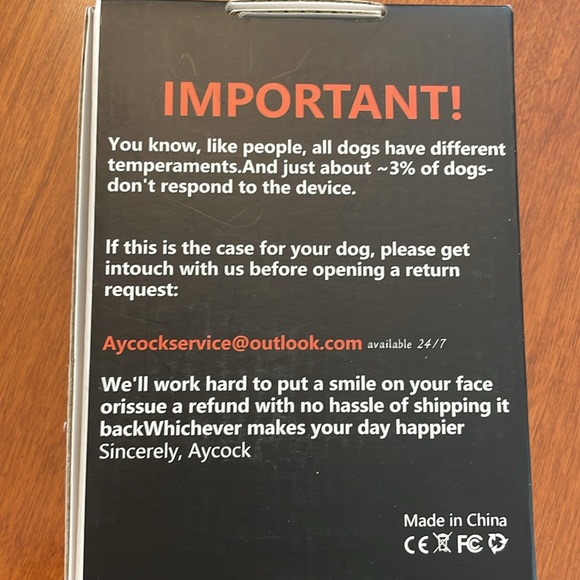 IMPORTANT!
You know, like people, all dogs have different
temperaments.And just about ~3% of dogs-
don't respond to the device.
If this is the case for your dog, please get
intouch with us before opening a return
request:
Aycockservice@outlook.com available 24/7
We'll work hard to put a smile on your face
orissue a refund with no hassle of shipping it
backWhichever makes your day happier
Sincerely, Aycock
Made in China
CE FC